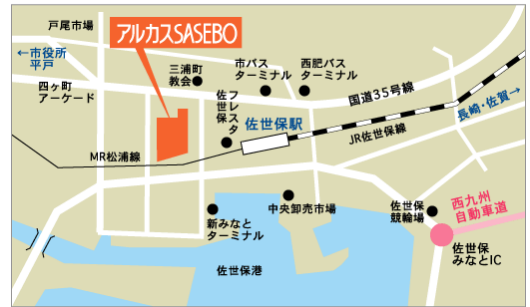 戸尾市場
アルカスSASEBO
←市役所
平戸
三浦町
教会
市バス
ターミナル
西肥バス
ターミナル
四ヶ町
アーケード
フレスタ
佐世保
国道35号線
長崎・佐賀→
佐世保駅
JR佐世保線
MR松浦線
中央卸売市場
佐世保
競輪場
西九州
自動車道
新みなと
ターミナル
佐世保
みなとIC
佐世保港